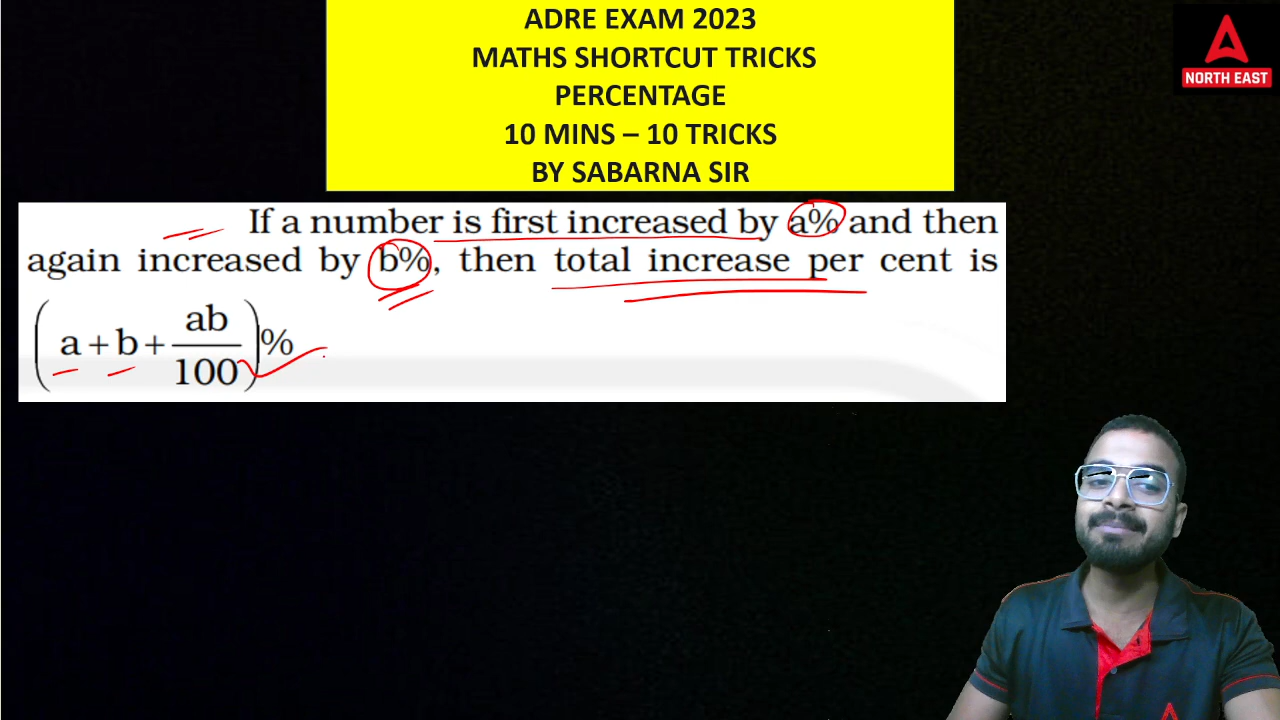 ADRE EXAM 2023
MATHS SHORTCUT TRICKS
PERCENTAGE
10 MINS – 10 TRICKS
BY SABARNA SIR
NORTH EAST
If a number is first increased by a% and then
again increased by b%, then total increase per cent is
(a + b + ab/100)%